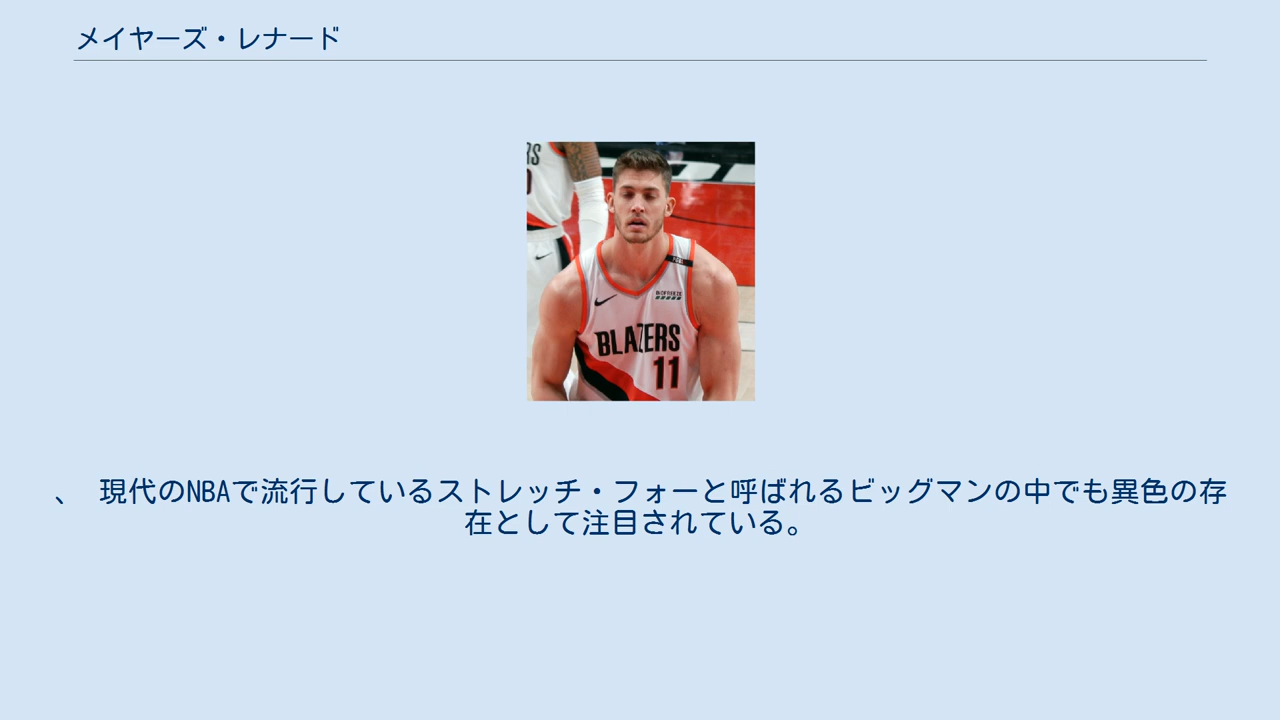 メイヤーズ・レナード
RS
BLAZERS
11
、 現代のNBAで流行しているストレッチ・フォーと呼ばれるビッグマンの中でも異色の存
在として注目されている。